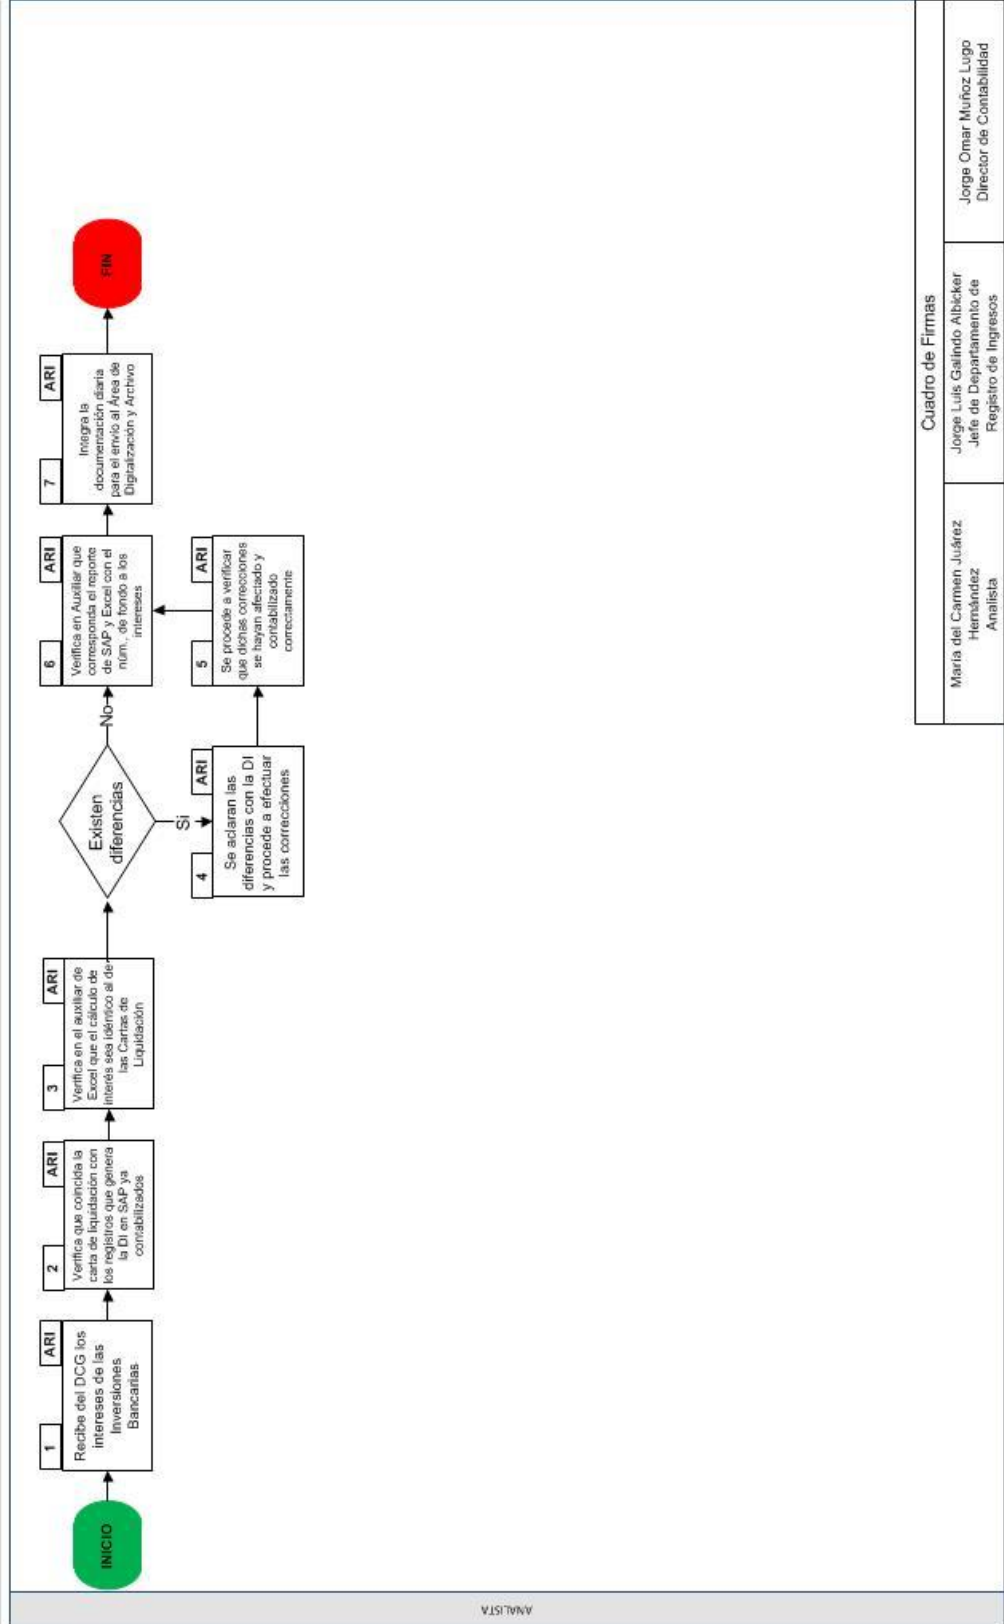 ANALISTA
INICIO
1
ARI
Recibe del DCG los
intereses de las
Inversiones
Bancarias
2
ARI
Verifica que coincida la
carta de liquidación con
los registros que genera
la DI en SAP ya
contabilizados
3
ARI
Verifica en el auxiliar de
Excel que el cálculo de
interés sea idéntico al de
las Cartas de
Liquidación
Existen
diferencias
No
Si
4
ARI
Se aclaran las
diferencias con la DI
y procede a efectuar
las correcciones
5
ARI
Se procede a verificar
que dichas correcciones
se hayan afectado y
contabilizado
correctamente
6
ARI
Verifica en Auxiliar que
corresponda el reporte
de SAP y Excel con el
núm., de fondo a los
intereses
7
ARI
Integra la
documentación diaria
para el envío al Área de
Digitalización y Archivo
FIN
Cuadro de Firmas
María del Carmen Juárez
Hernández
Analista
Jorge Luis Galindo Albicker
Jefe de Departamento de
Registro de Ingresos
Jorge Omar Muñoz Lugo
Director de Contabilidad